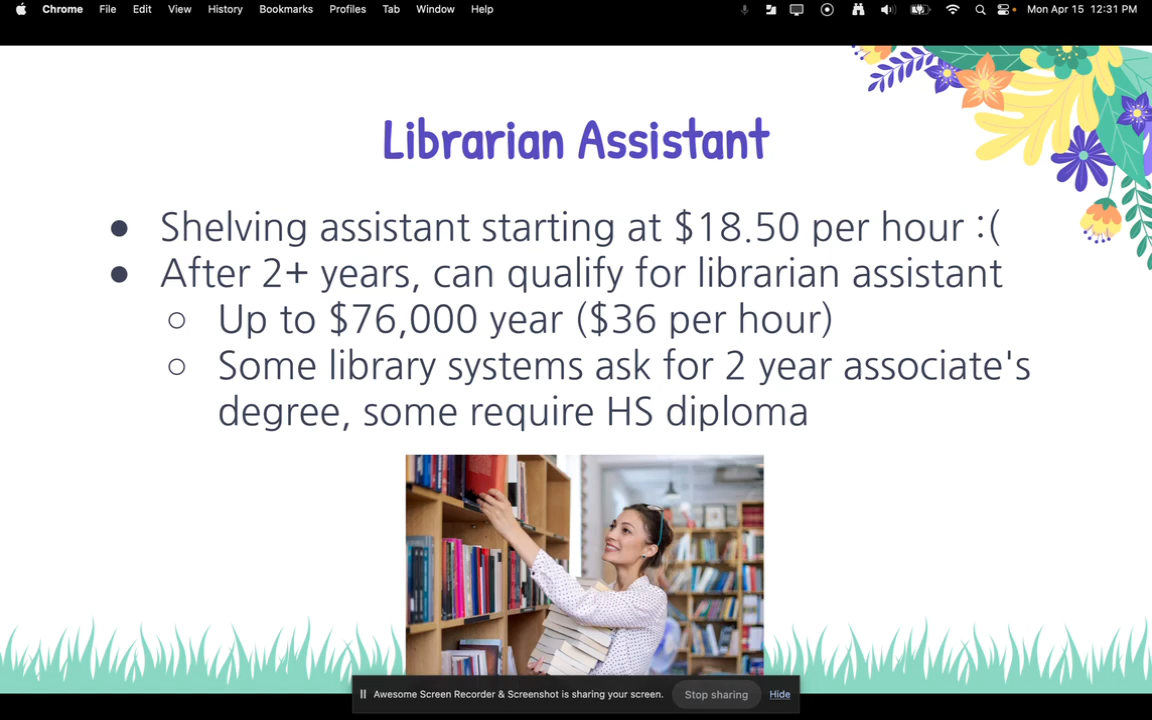 Chrome File Edit View History Bookmarks Profiles Tab Window Help Mon Apr 15 12:31 PM
Librarian Assistant
● Shelving assistant starting at $18.50 per hour :(
● After 2+ years, can qualify for librarian assistant
○ Up to $76,000 year ($36 per hour)
○ Some library systems ask for 2 year associate's
degree, some require HS diploma
Awesome Screen Recorder & Screenshot is sharing your screen. Stop sharing Hide